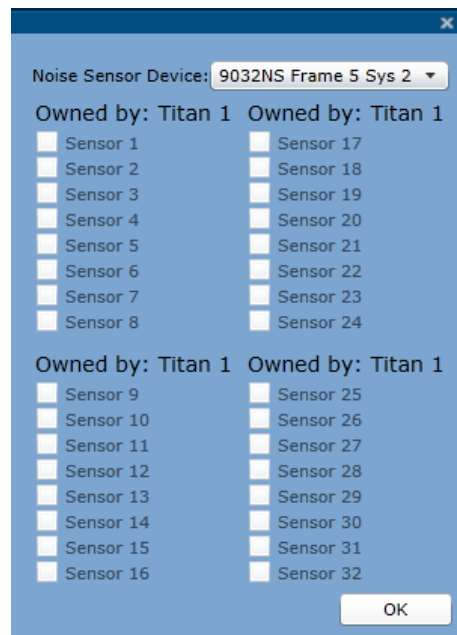 Noise Sensor Device: 9032NS Frame 5 Sys 2
Owned by: Titan 1
Sensor 1
Sensor 2
Sensor 3
Sensor 4
Sensor 5
Sensor 6
Sensor 7
Sensor 8
Owned by: Titan 1
Sensor 17
Sensor 18
Sensor 19
Sensor 20
Sensor 21
Sensor 22
Sensor 23
Sensor 24
Owned by: Titan 1
Sensor 9
Sensor 10
Sensor 11
Sensor 12
Sensor 13
Sensor 14
Sensor 15
Sensor 16
Owned by: Titan 1
Sensor 25
Sensor 26
Sensor 27
Sensor 28
Sensor 29
Sensor 30
Sensor 31
Sensor 32
OK